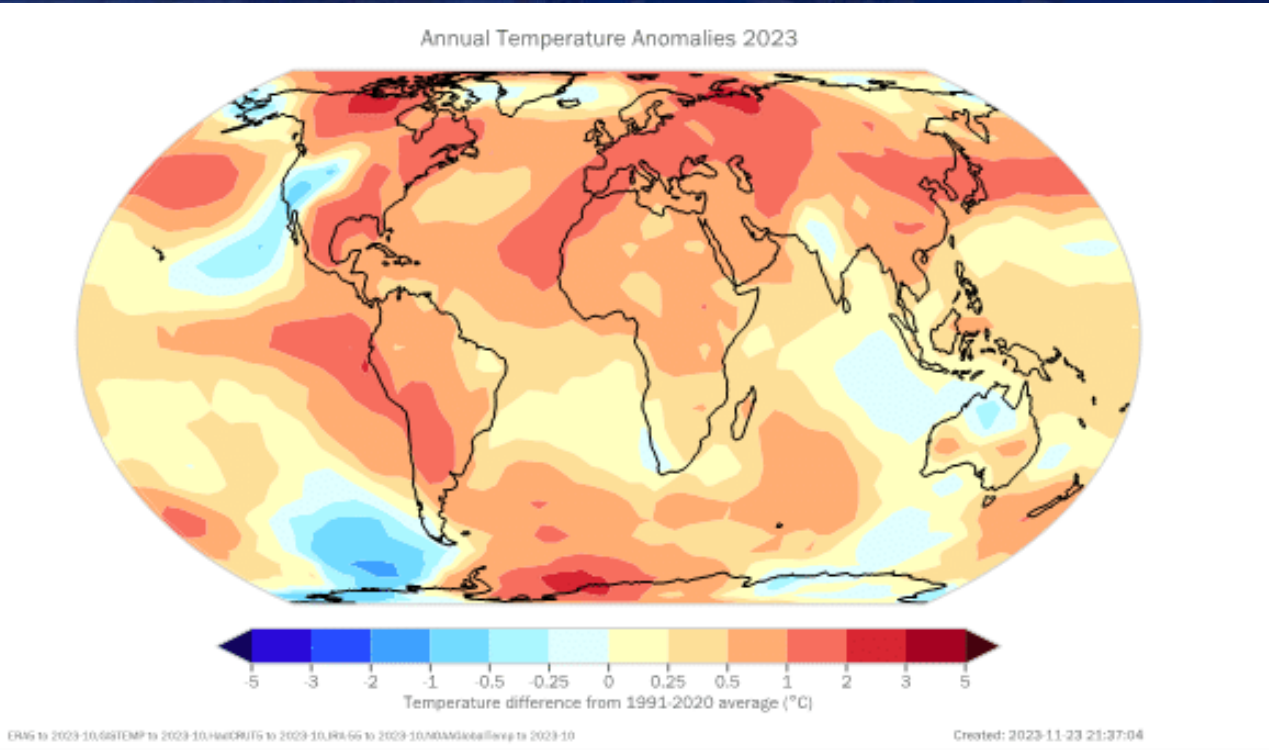 Annual Temperature Anomalies 2023
-5 -3 -2 -1 -0.5 -0.25 0 0.25 0.5 1 2 3 5
Temperature difference from 1991-2020 average (°C)
ERA5 to 2023-10,GISTEMP to 2023-10,HadCRUT5 to 2023-10,JRA-55 to 2023-10,NOAAGlobalTemp to 2023-10
Created: 2023-11-23 21:37:04